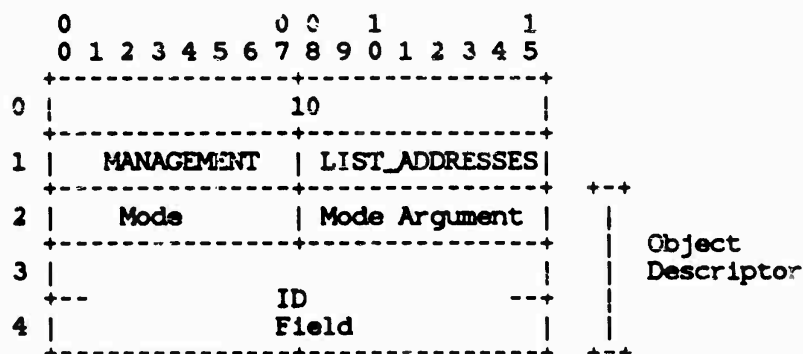 0 0 0 1 1
0 1 2 3 4 5 6 7 8 9 0 1 2 3 4 5
0 | 10 |
1 | MANAGEMENT | LIST_ADDRESSES |
2 | Mode | Mode Argument |
Object
3 Descriptor
ID
4 | Field |